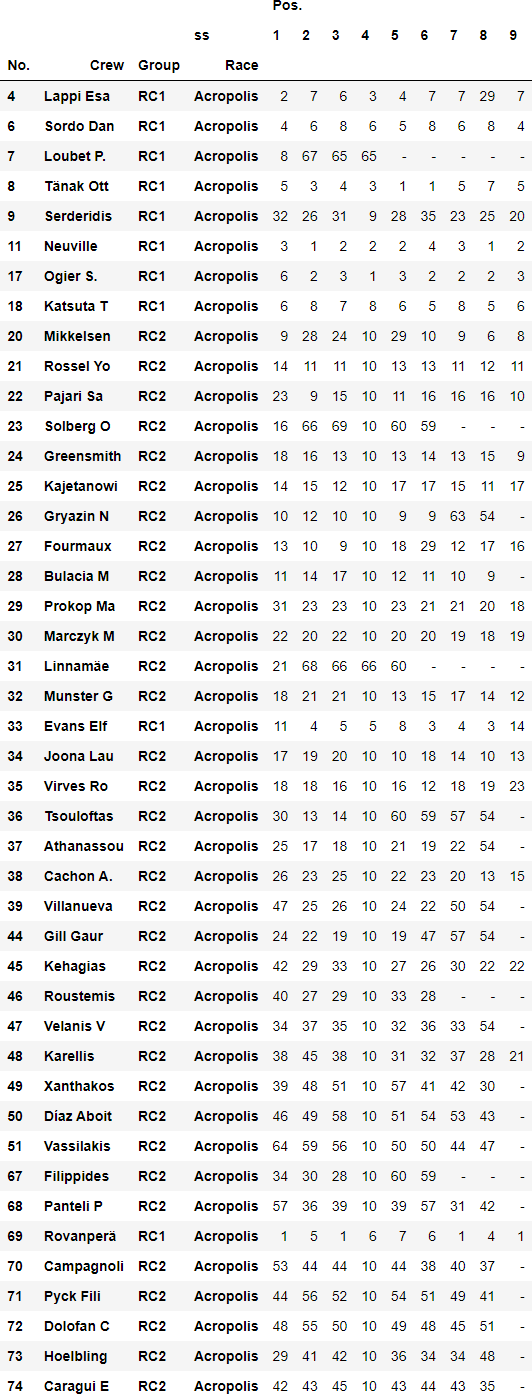 Pos.
ss 1 2 3 4 5 6 7 8 9
No. Crew Group Race
4 Lappi Esa RC1 Acropolis 2 7 6 3 4 7 7 29 7
6 Sordo Dan RC1 Acropolis 4 6 8 6 5 8 6 8 4
7 Loubet P. RC1 Acropolis 8 67 65 65 - - - - -
8 Tänak Ott RC1 Acropolis 5 3 4 3 1 1 5 7 5
9 Serderidis RC1 Acropolis 32 26 31 9 28 35 23 25 20
11 Neuville RC1 Acropolis 3 1 2 2 2 4 3 1 2
17 Ogier S. RC1 Acropolis 6 2 3 1 3 2 2 2 3
18 Katsuta T RC1 Acropolis 6 8 7 8 6 5 8 5 6
20 Mikkelsen RC2 Acropolis 9 28 24 10 29 10 9 6 8
21 Rossel Yo RC2 Acropolis 14 11 11 10 13 13 11 12 11
22 Pajari Sa RC2 Acropolis 23 9 15 10 11 16 16 16 10
23 Solberg O RC2 Acropolis 16 66 69 10 60 59 - - -
24 Greensmith RC2 Acropolis 18 16 13 10 13 14 13 15 9
25 Kajetanowi RC2 Acropolis 14 15 12 10 17 17 15 11 17
26 Gryazin N RC2 Acropolis 10 12 10 10 9 9 63 54 -
27 Fourmaux RC2 Acropolis 13 10 9 10 18 29 12 17 16
28 Bulacia M RC2 Acropolis 11 14 17 10 12 11 10 9 -
29 Prokop Ma RC2 Acropolis 31 23 23 10 23 21 21 20 18
30 Marczyk M RC2 Acropolis 22 20 22 10 20 20 19 18 19
31 Linnamäe RC2 Acropolis 21 68 66 66 60 - - - -
32 Munster G RC2 Acropolis 18 21 21 10 13 15 17 14 12
33 Evans Elf RC1 Acropolis 11 4 5 5 8 3 4 3 14
34 Joona Lau RC2 Acropolis 17 19 20 10 10 18 14 10 13
35 Virves Ro RC2 Acropolis 18 18 16 10 16 12 18 19 23
36 Tsouloftas RC2 Acropolis 30 13 14 10 60 59 57 54 -
37 Athanassou RC2 Acropolis 25 17 18 10 21 19 22 54 -
38 Cachon A. RC2 Acropolis 26 23 25 10 22 23 20 13 15
39 Villanueva RC2 Acropolis 47 25 26 10 24 22 50 54 -
44 Gill Gaur RC2 Acropolis 24 22 19 10 19 47 57 54 -
45 Kehagias RC2 Acropolis 42 29 33 10 27 26 30 22 22
46 Roustemis RC2 Acropolis 40 27 29 10 33 28 - - -
47 Velanis V RC2 Acropolis 34 37 35 10 32 36 33 54 -
48 Karellis RC2 Acropolis 38 45 38 10 31 32 37 28 21
49 Xanthakos RC2 Acropolis 39 48 51 10 57 41 42 30 -
50 Díaz Aboit RC2 Acropolis 46 49 58 10 51 54 53 43 -
51 Vassilakis RC2 Acropolis 64 59 56 10 50 50 44 47 -
67 Filippides RC2 Acropolis 34 30 28 10 60 59 - - -
68 Panteli P RC2 Acropolis 57 36 39 10 39 57 31 42 -
69 Rovanperä RC1 Acropolis 1 5 1 6 7 6 1 4 1
70 Campagnoli RC2 Acropolis 53 44 44 10 44 38 40 37 -
71 Pyck Fili RC2 Acropolis 44 56 52 10 54 51 49 41 -
72 Dolofan C RC2 Acropolis 48 55 50 10 49 48 45 51 -
73 Hoelbling RC2 Acropolis 29 41 42 10 36 34 34 48 -
74 Caragui E RC2 Acropolis 42 43 45 10 43 44 43 35 -